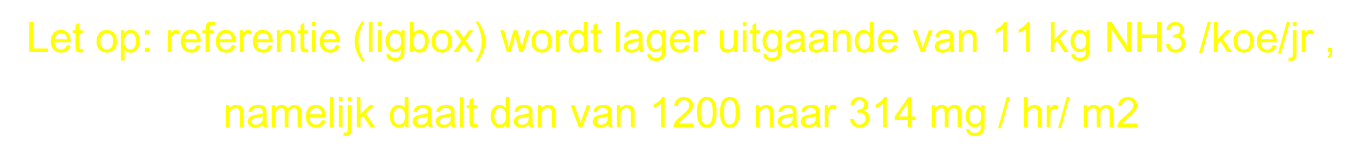 Let op: referentie (ligbox) wordt lager uitgaande van 11 kg NH3 /koe/jr ,
namelijk daalt dan van 1200 naar 314 mg / hr/ m2